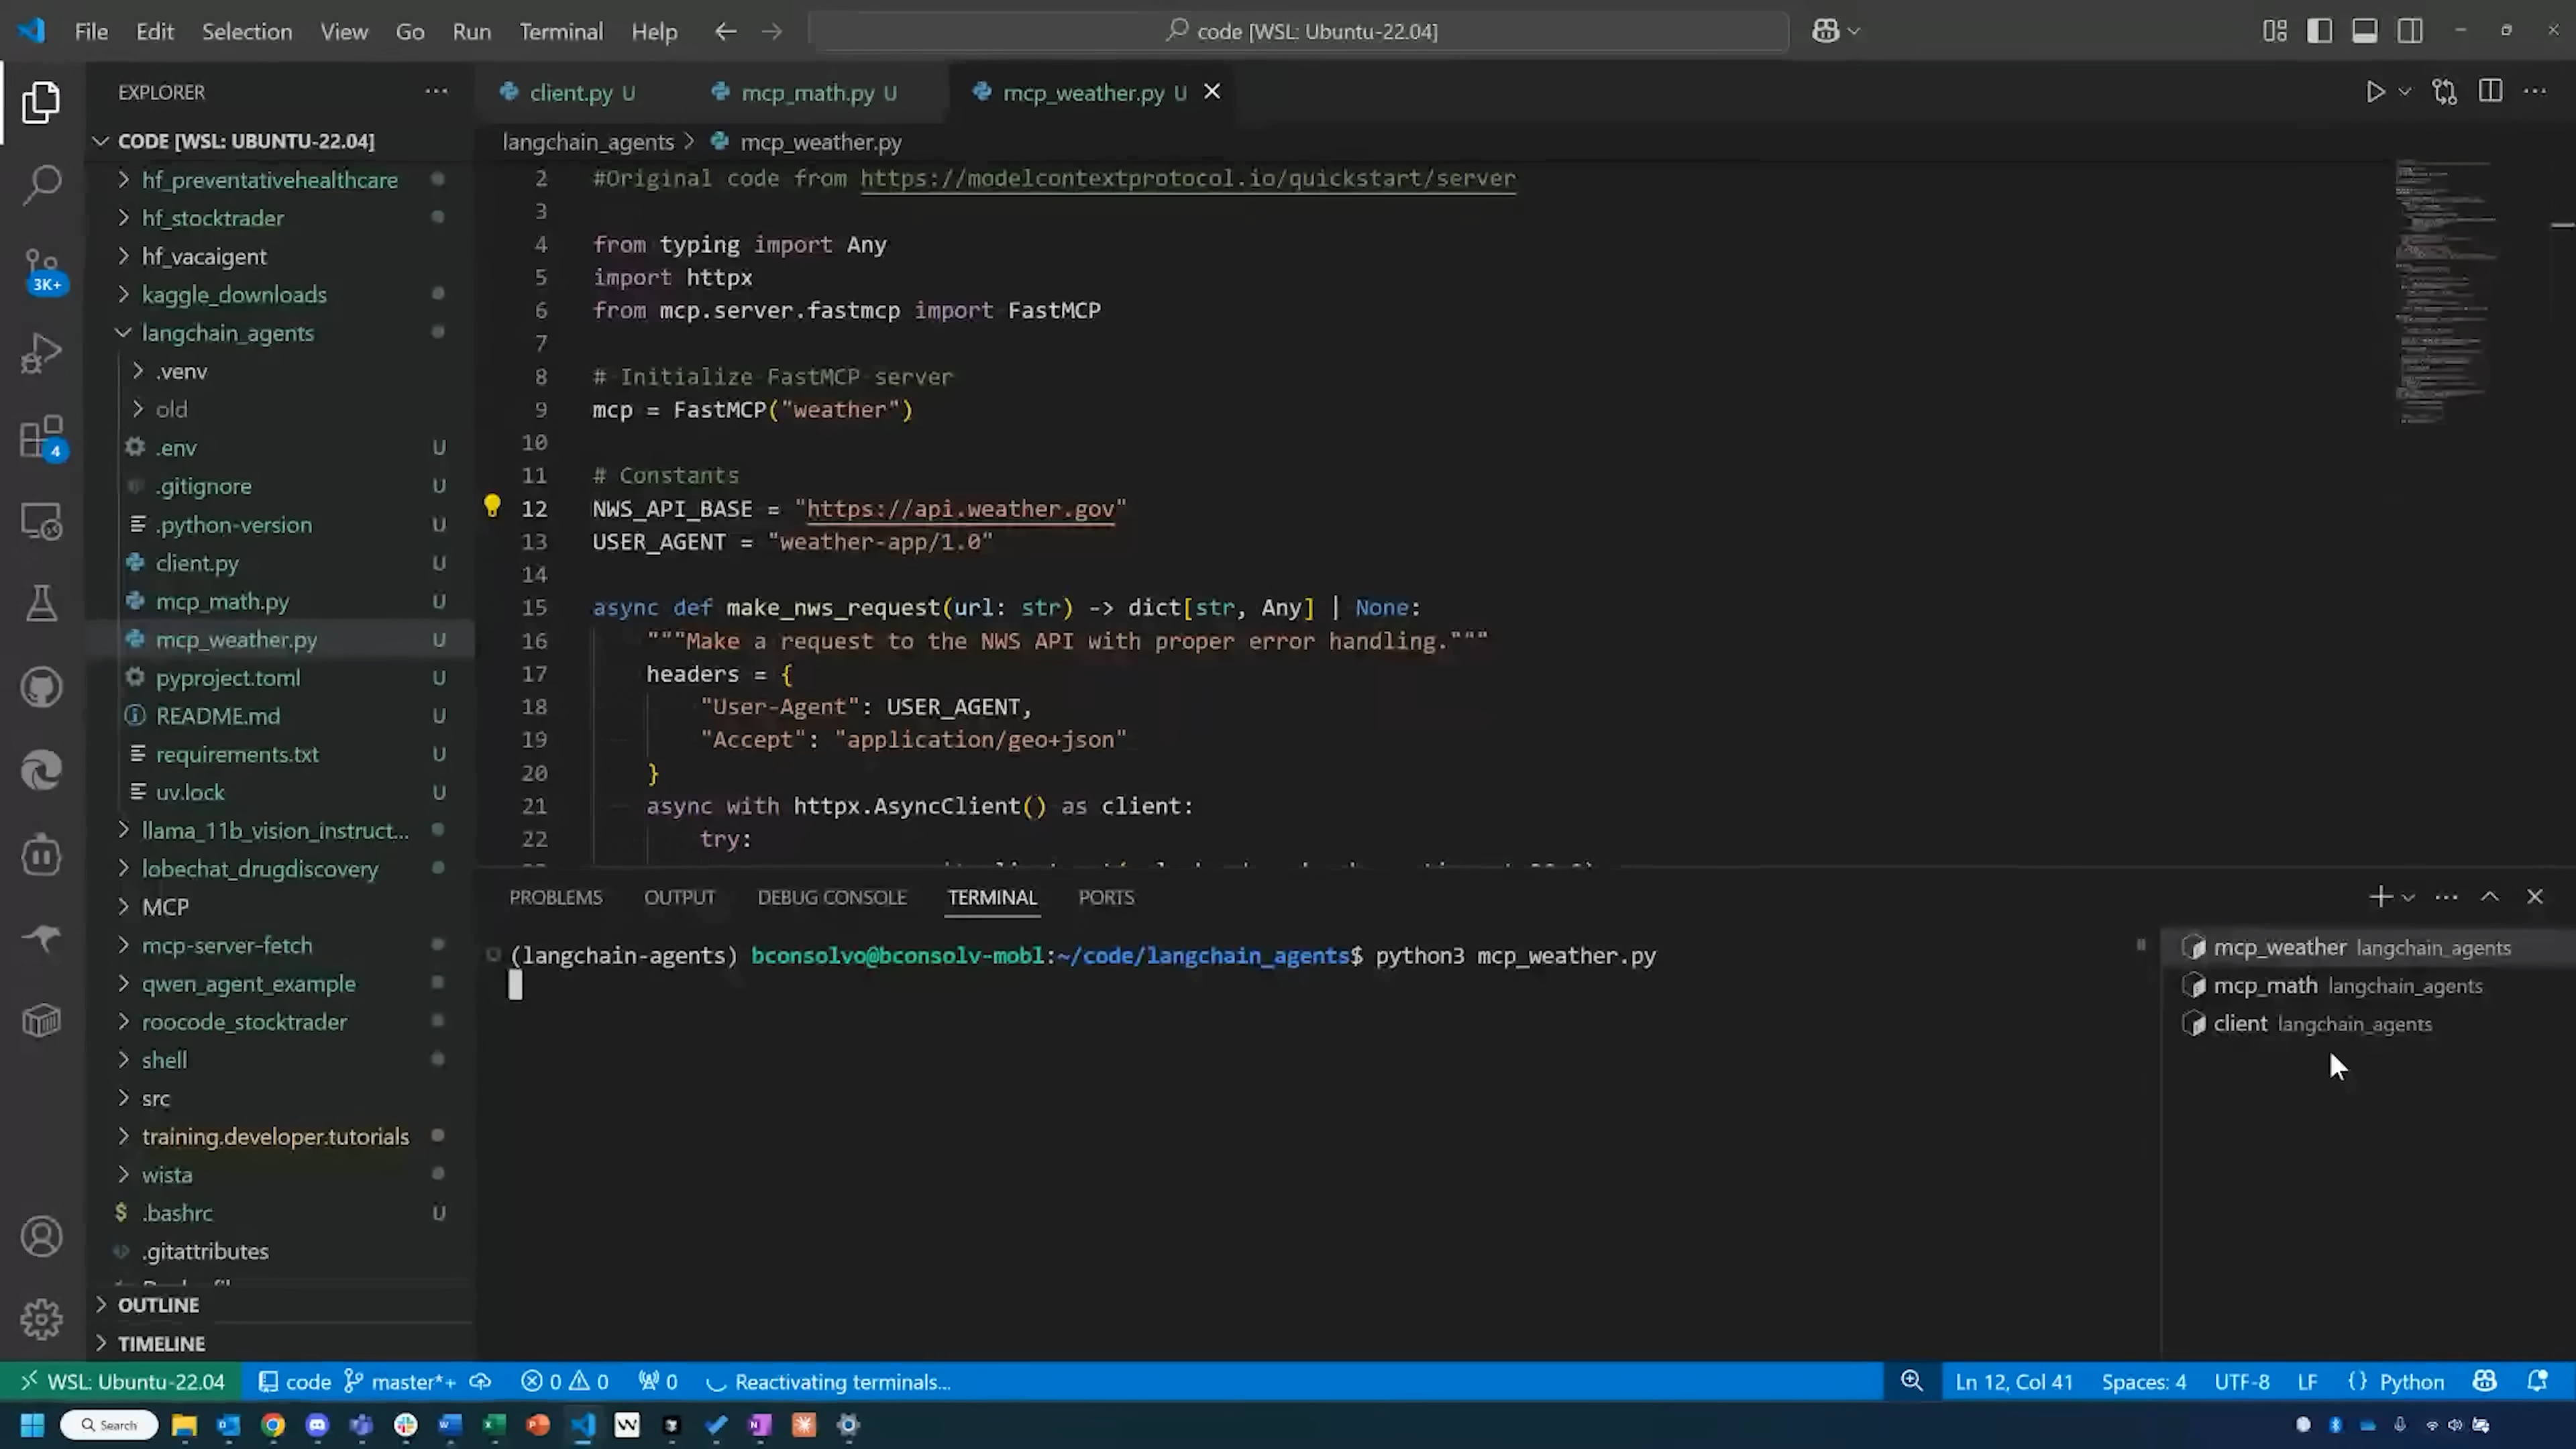 File Edit Selection View Go Run Terminal Help
code [WSL: Ubuntu-22.04]
EXPLORER
CODE [WSL: UBUNTU-22.04]
hf_preventativehealthcare
hf_stocktrader
hf_vacaigent
kaggle_downloads
langchain_agents
.venv
old
.env U
.gitignore U
.python-version U
client.py U
mcp_math.py U
mcp_weather.py U
pyproject.toml U
README.md U
requirements.txt U
uv.lock U
llama_11b_vision_instruct...
lobechat_drugdiscovery
MCP
mcp-server-fetch
qwen_agent_example
roocode_stocktrader
shell
src
training.developer.tutorials
wista
.bashrc U
.gitattributes
OUTLINE
TIMELINE
3K+
4
client.py U
mcp_math.py U
mcp_weather.py U
langchain_agents > mcp_weather.py
2 #Original code from https://modelcontextprotocol.io/quickstart/server
3
4 from typing import Any
5 import httpx
6 from mcp.server.fastmcp import FastMCP
7
8 # Initialize FastMCP server
9 mcp = FastMCP("weather")
10
11 # Constants
12 NWS_API_BASE = "https://api.weather.gov"
13 USER_AGENT = "weather-app/1.0"
14
15 async def make_nws_request(url: str) -> dict[str, Any] | None:
16 """Make a request to the NWS API with proper error handling."""
17 headers = {
18 "User-Agent": USER_AGENT,
19 "Accept": "application/geo+json"
20 }
21 async with httpx.AsyncClient() as client:
22 try:
PROBLEMS OUTPUT DEBUG CONSOLE TERMINAL PORTS
(langchain-agents) bconsolvo@bconsolv-mobl:~/code/langchain_agents$ python3 mcp_weather.py
mcp_weather langchain_agents
mcp_math langchain_agents
client langchain_agents
WSL: Ubuntu-22.04 code master*+ 0 0 0 Reactivating terminals... Ln 12, Col 41 Spaces: 4 UTF-8 LF {} Python
Search